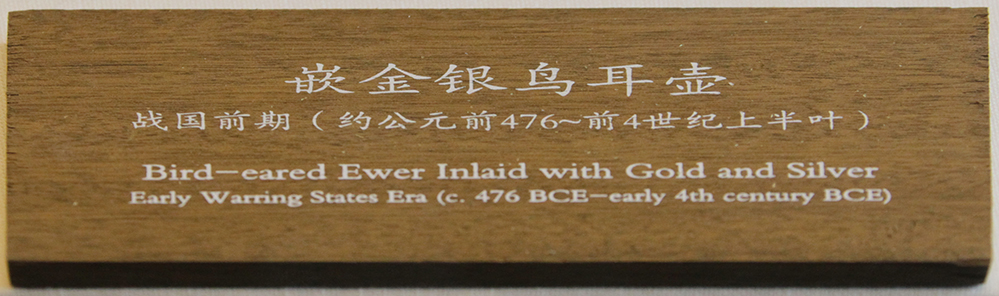 嵌金银鸟耳壶
战国前期（约公元前476~前4世纪上半叶）
Bird-eared Ewer Inlaid with Gold and Silver
Early Warring States Era (c. 476 BCE-early 4th century BCE)